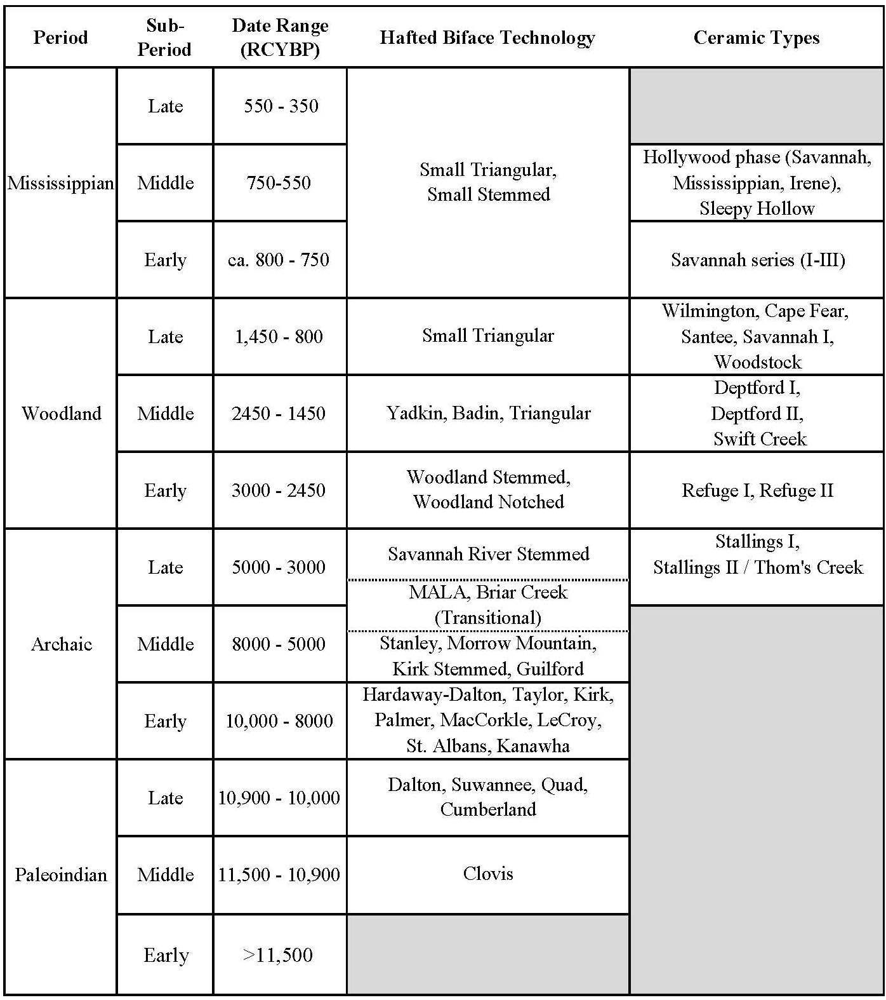 Period
Sub-
Period
Date Range
(RCYBP)
Hafted Biface Technology
Ceramic Types
Mississippian
Late
550 - 350
Small Triangular,
Small Stemmed
Middle
750-550
Hollywood phase (Savannah,
Mississippian, Irene),
Sleepy Hollow
Early
ca. 800 - 750
Savannah series (I-III)
Woodland
Late
1,450 - 800
Small Triangular
Wilmington, Cape Fear,
Santee, Savannah I,
Woodstock
Middle
2450 - 1450
Yadkin, Badin, Triangular
Deptford I,
Deptford II,
Swift Creek
Early
3000 - 2450
Woodland Stemmed,
Woodland Notched
Refuge I, Refuge II
Archaic
Late
5000 - 3000
Savannah River Stemmed
Stallings I,
Stallings II / Thom's Creek
MALA, Briar Creek
(Transitional)
Middle
8000 - 5000
Stanley, Morrow Mountain,
Kirk Stemmed, Guilford
Early
10,000 - 8000
Hardaway-Dalton, Taylor, Kirk,
Palmer, MacCorkle, LeCroy,
St. Albans, Kanawha
Paleoindian
Late
10,900 - 10,000
Dalton, Suwannee, Quad,
Cumberland
Middle
11,500 - 10,900
Clovis
Early
>11,500